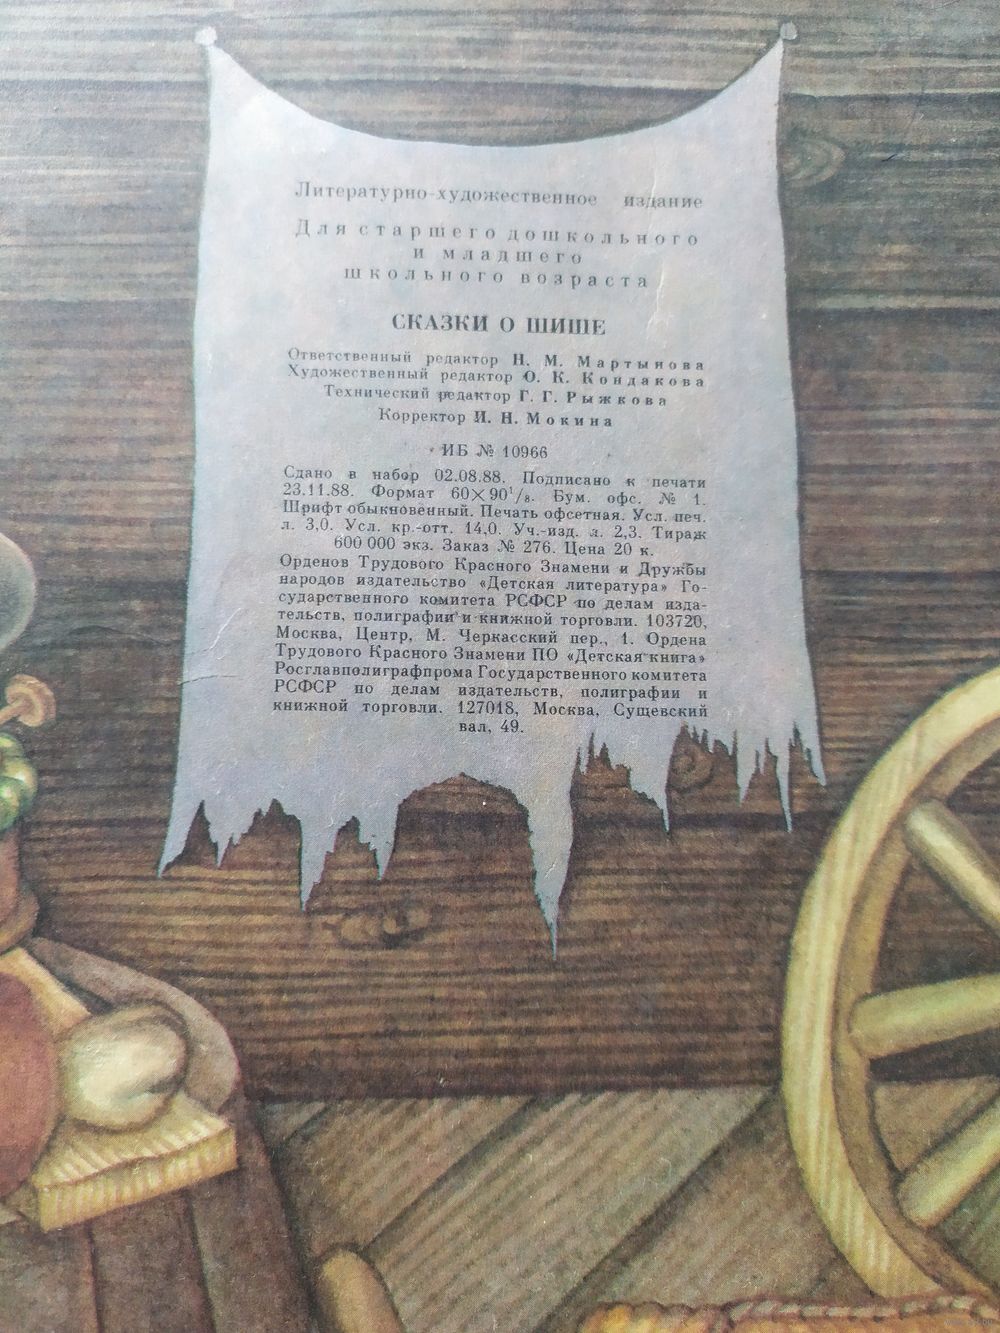 Литературно-художественное издание
Для старшего дошкольного
и младшего
школьного возраста
СКАЗКИ О ШИШЕ
Ответственный редактор Н. М. Мартынова
Художественный редактор О. К. Кондакова
Технический редактор Г. Г. Рыжкова
Корректор И. Н. Мокина
ИБ № 10966
Сдано в набор 02.08.88. Подписано к печати
23.11.88. Формат 60×90¹/₈. Бум. офс. № 1.
Шрифт обыкновенный. Печать офсетная. Усл. печ.
л. 3,0. Усл. кр.-отт. 14,0. Уч.-изд. л. 2,3. Тираж
600 000 экз. Заказ № 276. Цена 20 к.
Орденов Трудового Красного Знамени и Дружбы
народов издательство «Детская литература» Го-
сударственного комитета РСФСР по делам изда-
тельств, полиграфии и книжной торговли. 103720,
Москва, Центр, М. Черкасский пер., 1. Ордена
Трудового Красного Знамени ПО «Детская книга»
Росглавполиграфпрома Государственного комитета
РСФСР по делам издательств, полиграфии и
книжной торговли. 127018, Москва, Сущевский
вал, 49.